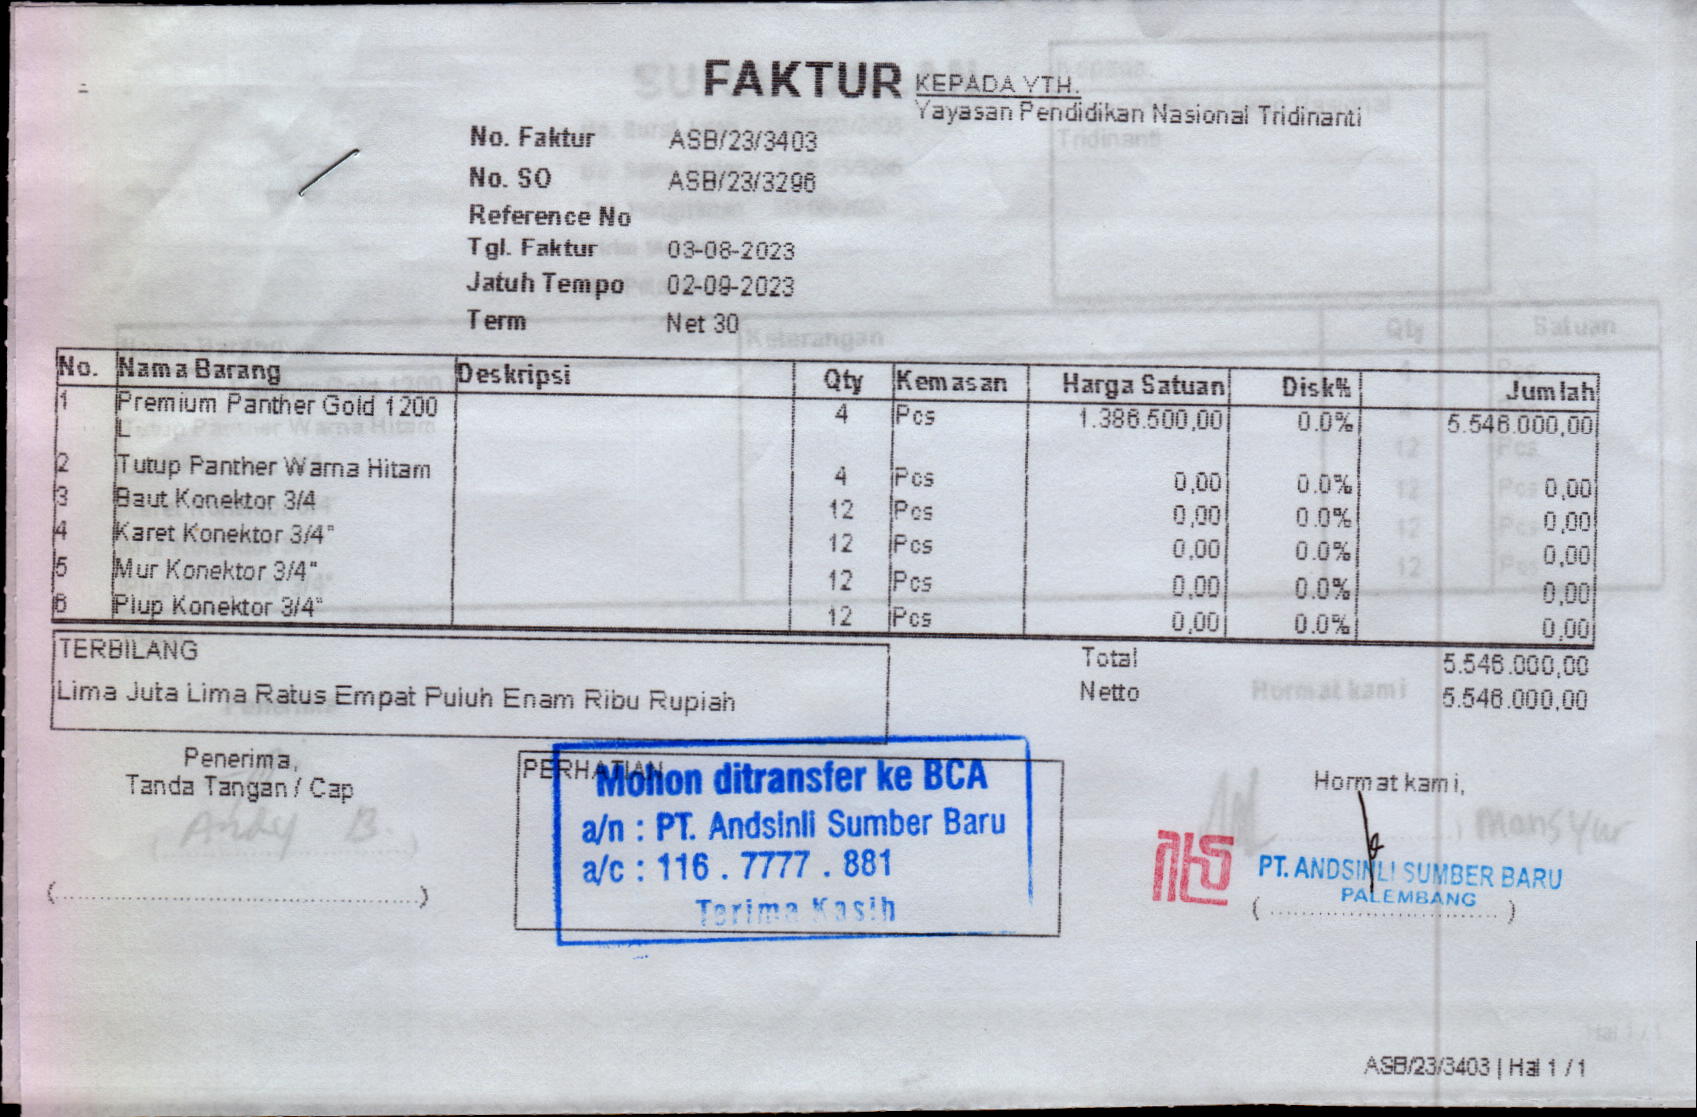 FAKTUR
KEPADA YTH.
Yayasan Pendidikan Nasional Tridinanti
No. Faktur ASB/23/3403
No. SO ASB/23/3296
Reference No
Tgl. Faktur 03-08-2023
Jatuh Tempo 02-09-2023
Term Net 30
No. Nama Barang Deskripsi Qty Kemasan Harga Satuan Disk% Jumlah
1 Premium Panther Gold 1200 4 Pcs 1.386.500,00 0.0% 5.546.000,00
L
2 Tutup Panther Warna Hitam 4 Pcs 0,00 0.0% 0,00
3 Baut Konektor 3/4 12 Pcs 0,00 0.0% 0,00
4 Karet Konektor 3/4" 12 Pcs 0,00 0.0% 0,00
5 Mur Konektor 3/4" 12 Pcs 0,00 0.0% 0,00
6 Plup Konektor 3/4" 12 Pcs 0,00 0.0% 0,00
TERBILANG
Lima Juta Lima Ratus Empat Puluh Enam Ribu Rupiah
Total 5.546.000,00
Netto 5.546.000,00
Penerima,
Tanda Tangan / Cap
Andy B.
PERHATIAN
Mohon ditransfer ke BCA
a/n : PT. Andsinli Sumber Baru
a/c : 116 . 7777 . 881
Terima Kasih
Hormat kami,
Mansyur
PT. ANDSINLI SUMBER BARU
PALEMBANG
ASB/23/3403 | Hal 1 / 1